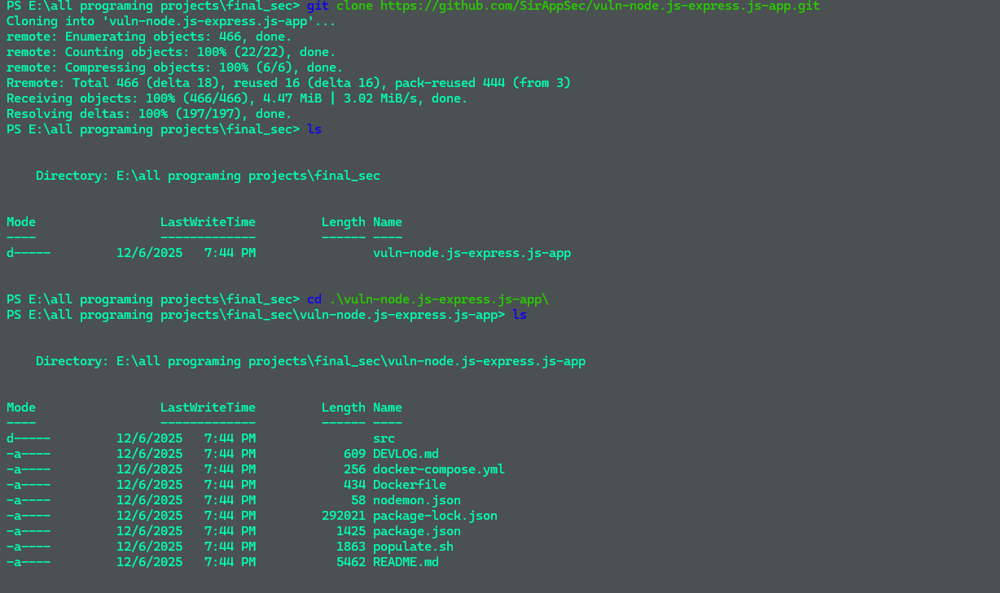 PS E:\all programing projects\final_sec> git clone https://github.com/SirAppSec/vuln-node.js-express.js-app.git
Cloning into 'vuln-node.js-express.js-app'...
remote: Enumerating objects: 466, done.
remote: Counting objects: 100% (22/22), done.
remote: Compressing objects: 100% (6/6), done.
Rremote: Total 466 (delta 18), reused 16 (delta 16), pack-reused 444 (from 3)
Receiving objects: 100% (466/466), 4.47 MiB | 3.02 MiB/s, done.
Resolving deltas: 100% (197/197), done.
PS E:\all programing projects\final_sec> ls
Directory: E:\all programing projects\final_sec
Mode                 LastWriteTime         Length Name
----                 -------------         ------ ----
d-----         12/6/2025   7:44 PM                vuln-node.js-express.js-app
PS E:\all programing projects\final_sec> cd .\vuln-node.js-express.js-app\
PS E:\all programing projects\final_sec\vuln-node.js-express.js-app> ls
Directory: E:\all programing projects\final_sec\vuln-node.js-express.js-app
Mode                 LastWriteTime         Length Name
----                 -------------         ------ ----
d-----         12/6/2025   7:44 PM                src
-a----         12/6/2025   7:44 PM            609 DEVLOG.md
-a----         12/6/2025   7:44 PM            256 docker-compose.yml
-a----         12/6/2025   7:44 PM            434 Dockerfile
-a----         12/6/2025   7:44 PM             58 nodemon.json
-a----         12/6/2025   7:44 PM         292021 package-lock.json
-a----         12/6/2025   7:44 PM           1425 package.json
-a----         12/6/2025   7:44 PM           1863 populate.sh
-a----         12/6/2025   7:44 PM           5462 README.md